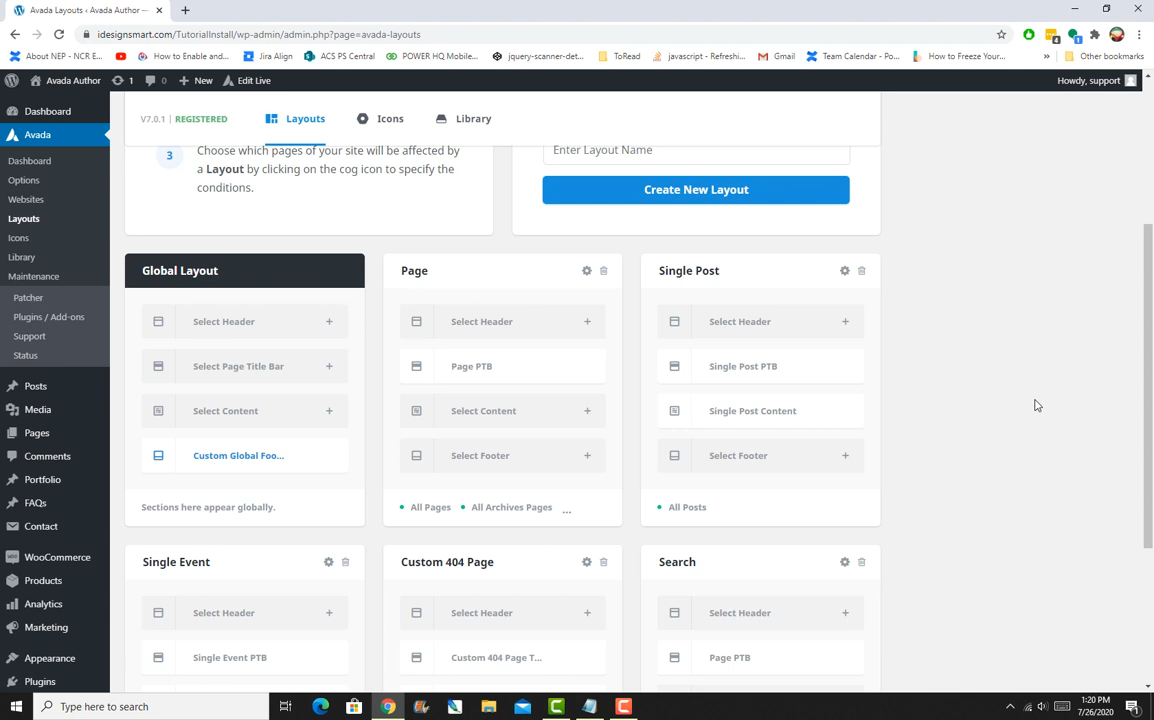 Avada Layouts ‹ Avada Author —
idesignsmart.com/TutorialInstall/wp-admin/admin.php?page=avada-layouts
About NEP - NCR E...
How to Enable and...
Jira Align
ACS PS Central
POWER HQ Mobile...
jquery-scanner-det...
ToRead
javascript - Refreshi...
Gmail
Team Calendar - Po...
How to Freeze Your...
»
Other bookmarks
Avada Author
1
0
New
Edit Live
Howdy, support
Dashboard
Avada
Dashboard
Options
Websites
Layouts
Icons
Library
Maintenance
Patcher
Plugins / Add-ons
Support
Status
Posts
Media
Pages
Comments
Portfolio
FAQs
Contact
WooCommerce
Products
Analytics
Marketing
Appearance
Plugins
V7.0.1 | REGISTERED
Layouts
Icons
Library
3
Choose which pages of your site will be affected by
a Layout by clicking on the cog icon to specify the
conditions.
Enter Layout Name
Create New Layout
Global Layout
Select Header +
Select Page Title Bar +
Select Content +
Custom Global Foo...
Sections here appear globally.
Page
Select Header +
Page PTB
Select Content +
Select Footer +
All Pages
All Archives Pages
...
Single Post
Select Header +
Single Post PTB
Single Post Content
Select Footer +
All Posts
Single Event
Select Header +
Single Event PTB
Custom 404 Page
Select Header +
Custom 404 Page T...
Search
Select Header +
Page PTB
Type here to search
1:20 PM
7/26/2020